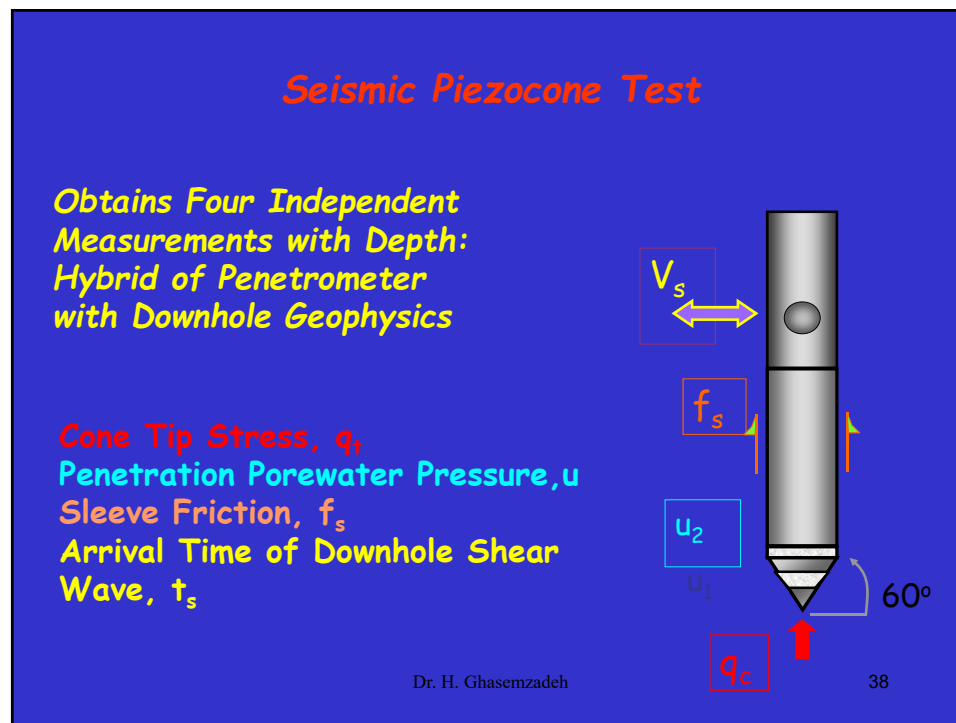 Seismic Piezocone Test
Obtains Four Independent
Measurements with Depth:
Hybrid of Penetrometer
with Downhole Geophysics
Cone Tip Stress, qt
Penetration Porewater Pressure,u
Sleeve Friction, fs
Arrival Time of Downhole Shear
Wave, ts
Vs
fs
u2
u1
60o
qc
Dr. H. Ghasemzadeh
38